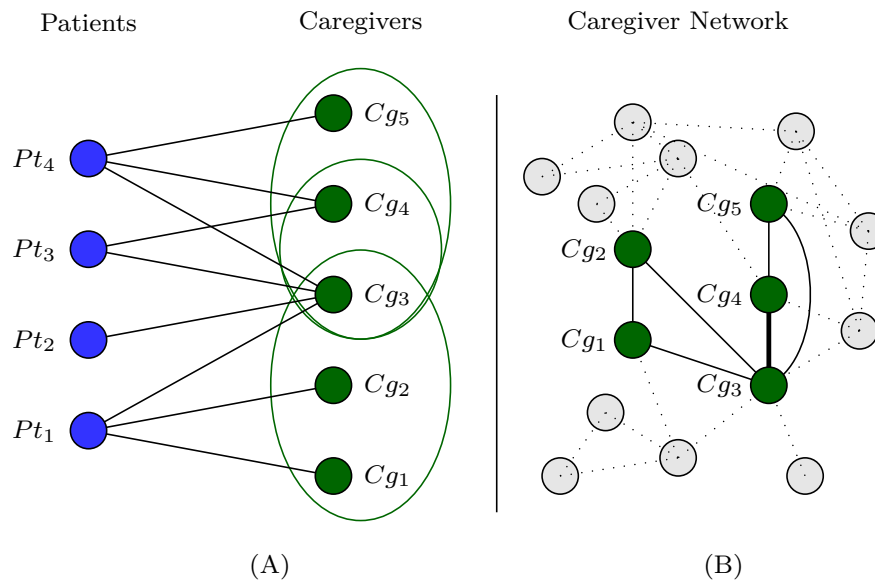 Patients
Caregivers
Caregiver Network
Pt4
Pt3
Pt2
Pt1
Cg5
Cg4
Cg3
Cg2
Cg1
Cg5
Cg2
Cg4
Cg1
Cg3
(A)
(B)